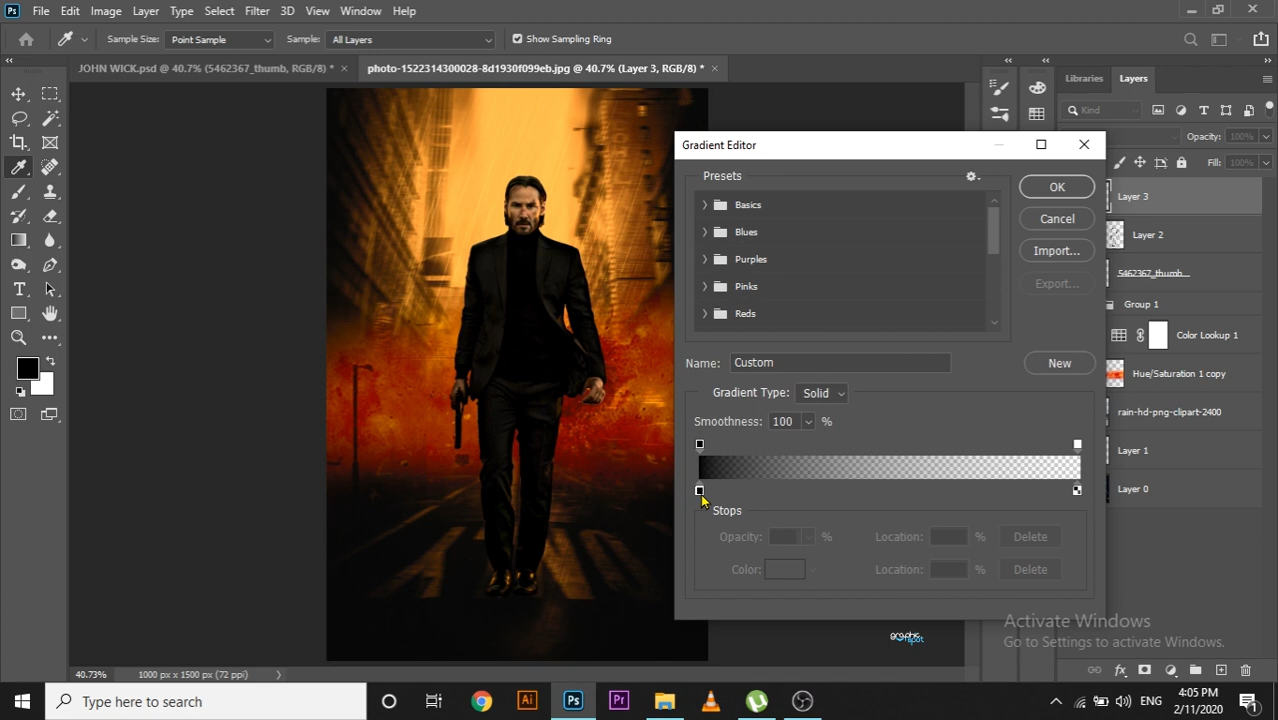 Ps File Edit Image Layer Type Select Filter 3D View Window Help
Sample Size: Point Sample Sample: All Layers Show Sampling Ring
JOHN WICK.psd @ 40.7% (5462367_thumb, RGB/8) * ×
photo-1522314300028-8d1930f099eb.jpg @ 40.7% (Layer 3, RGB/8) * ×
Libraries Layers
Kind
Opacity: 100%
Fill: 100%
Gradient Editor
Presets
Basics
Blues
Purples
Pinks
Reds
OK
Cancel
Import...
Export...
Name: Custom
New
Gradient Type: Solid
Smoothness: 100 %
Stops
Opacity: % Location: % Delete
Color: Location: % Delete
Layer 3
Layer 2
5462367_thumb
Group 1
Color Lookup 1
Hue/Saturation 1 copy
rain-hd-png-clipart-2400
Layer 1
Layer 0
Activate Windows
Go to Settings to activate Windows.
40.73% 1000 px x 1500 px (72 ppi)
Type here to search
Ai Ps Pr
ENG
4:05 PM
2/11/2020